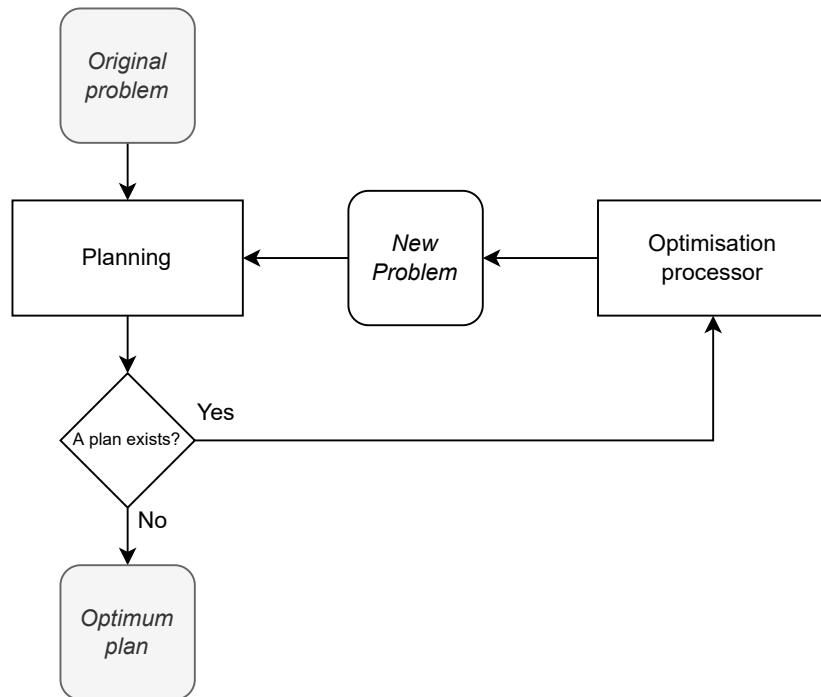 Original
problem
Planning
New
Problem
Optimisation
processor
A plan exists?
Yes
No
Optimum
plan